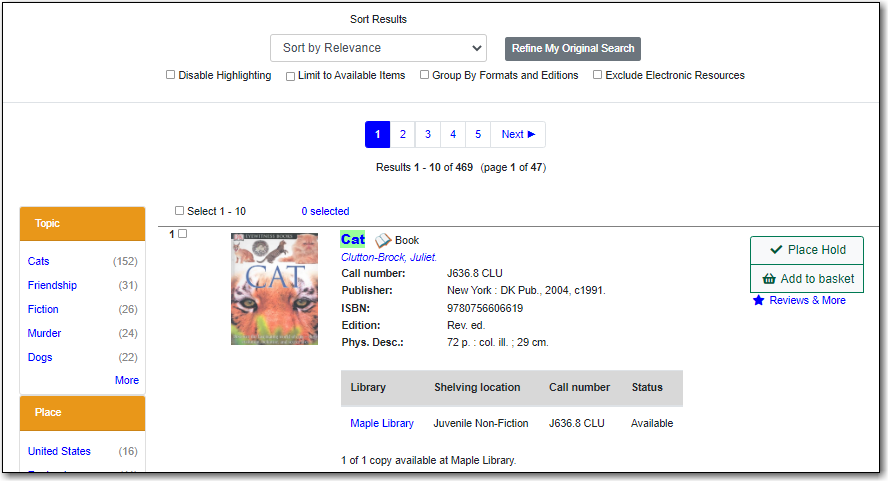 Sort Results
Sort by Relevance
Refine My Original Search
Disable Highlighting Limit to Available Items Group By Formats and Editions Exclude Electronic Resources
1 2 3 4 5 Next ►
Results 1 - 10 of 469 (page 1 of 47)
Select 1 - 10 0 selected
Topic
Cats (152)
Friendship (31)
Fiction (26)
Murder (24)
Dogs (22)
More
Place
United States (16)
1
CAT
Cat Book
Clutton-Brock, Juliet.
Call number: J636.8 CLU
Publisher: New York : DK Pub., 2004, c1991.
ISBN: 9780756606619
Edition: Rev. ed.
Phys. Desc.: 72 p. : col. ill. ; 29 cm.
Place Hold
Add to basket
Reviews & More
Library Shelving location Call number Status
Maple Library Juvenile Non-Fiction J636.8 CLU Available
1 of 1 copy available at Maple Library.